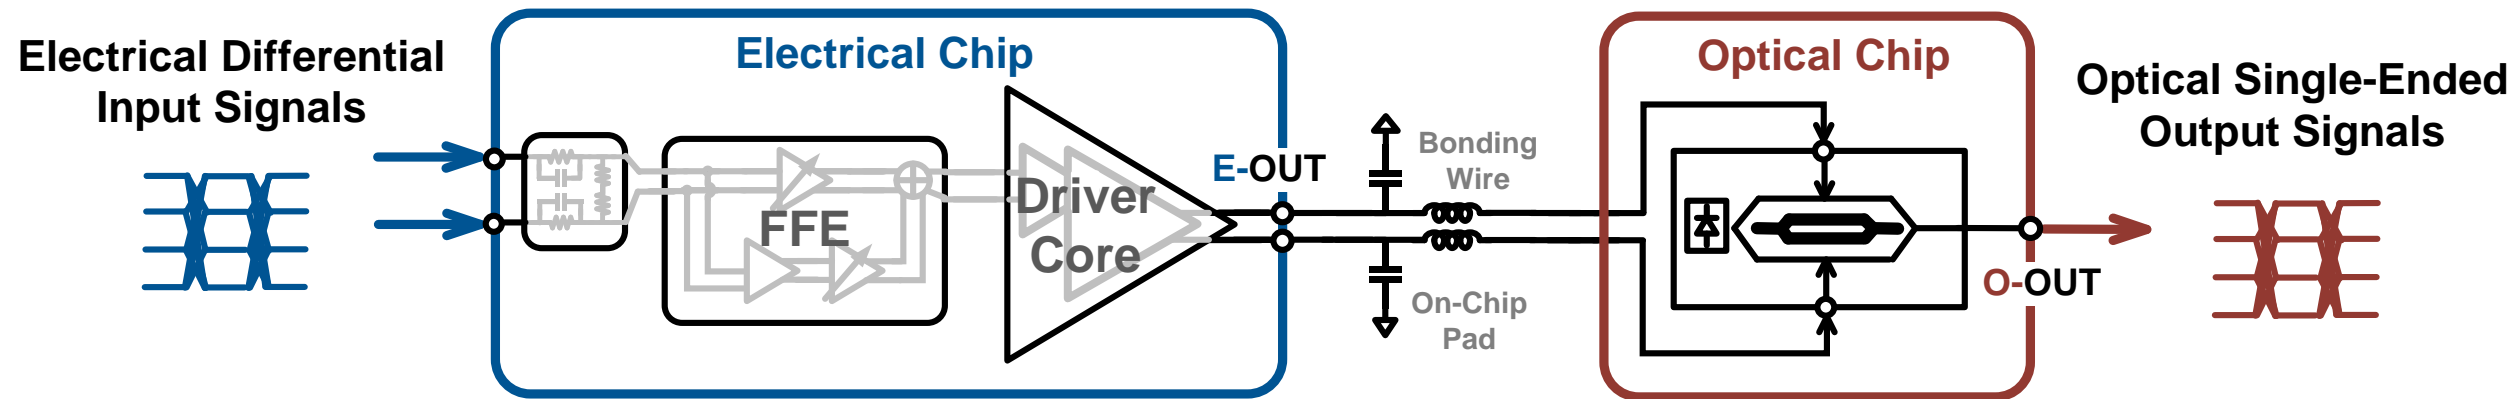 Electrical Differential
Input Signals
Electrical Chip
FFE
Driver
Core
E-OUT
Bonding
Wire
On-Chip
Pad
Optical Chip
O-OUT
Optical Single-Ended
Output Signals